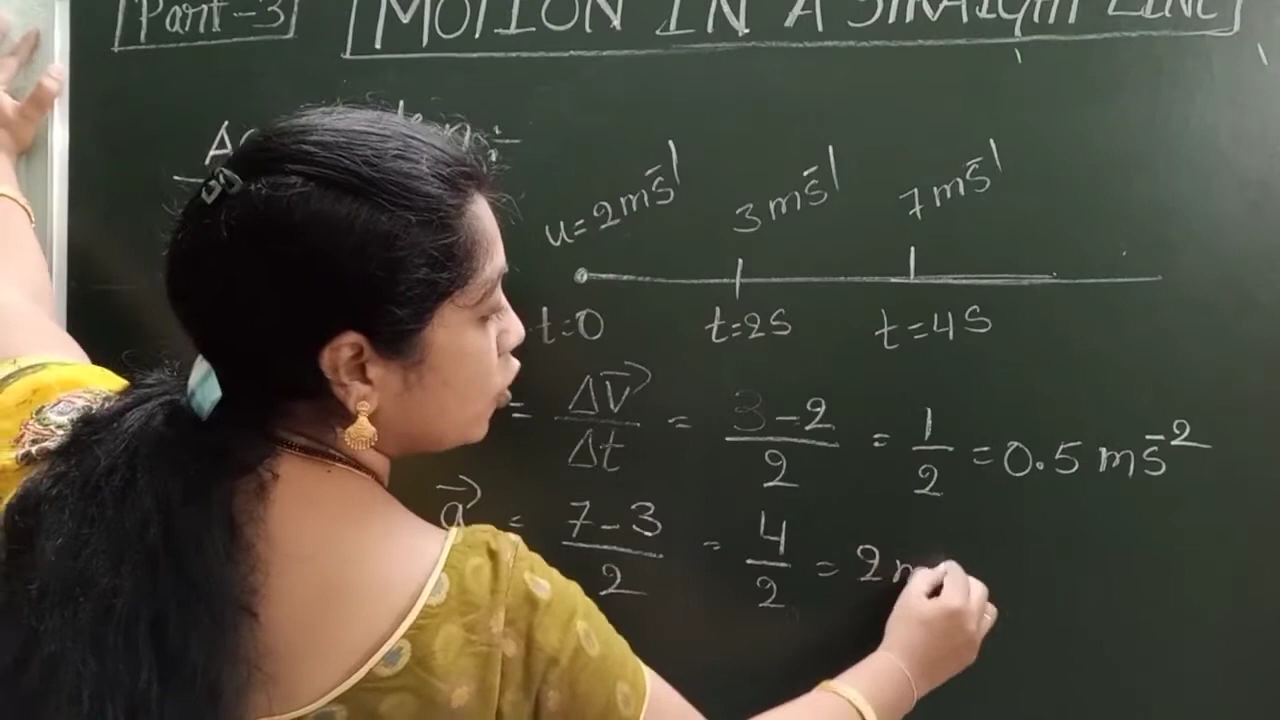 Part-3 MOTION IN A STRAIGHT LINE
u=2ms⁻¹ 3ms⁻¹ 7ms⁻¹
t=0 t=2S t=4S
= Δv⃗/Δt = 3-2/2 = 1/2 = 0.5 ms⁻²
a⃗ = 7-3/2 = 4/2 = 2m